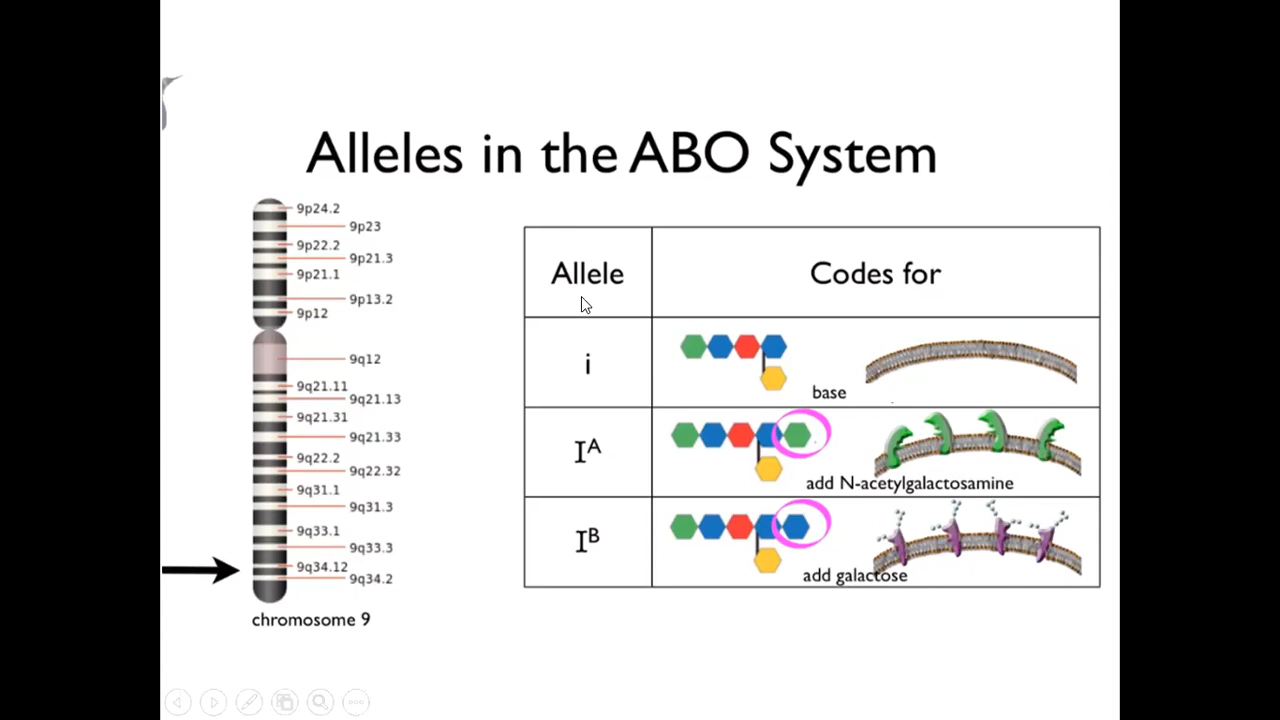 Alleles in the ABO System
9p24.2
9p23
9p22.2
9p21.3
9p21.1
9p13.2
9p12
9q12
9q21.11
9q21.13
9q21.31
9q21.33
9q22.2
9q22.32
9q31.1
9q31.3
9q33.1
9q33.3
9q34.12
9q34.2
chromosome 9
Allele Codes for
i
base
Iᴬ
add N-acetylgalactosamine
Iᴮ
add galactose